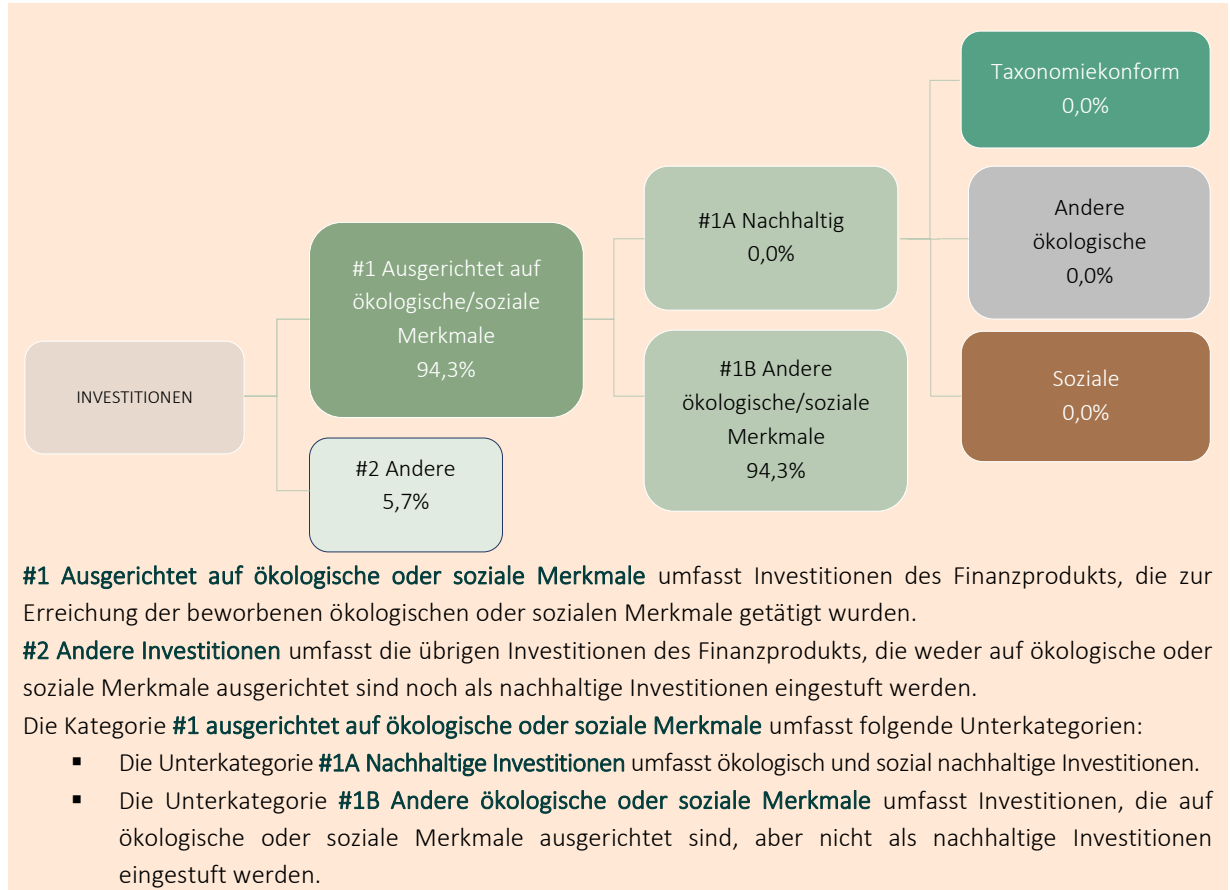 INVESTITIONEN
#1 Ausgerichtet auf
ökologische/soziale
Merkmale
94,3%
#2 Andere
5,7%
#1A Nachhaltig
0,0%
#1B Andere
ökologische/soziale
Merkmale
94,3%
Taxonomiekonform
0,0%
Andere
ökologische
0,0%
Soziale
0,0%
#1 Ausgerichtet auf ökologische oder soziale Merkmale umfasst Investitionen des Finanzprodukts, die zur
Erreichung der beworbenen ökologischen oder sozialen Merkmale getätigt wurden.
#2 Andere Investitionen umfasst die übrigen Investitionen des Finanzprodukts, die weder auf ökologische oder
soziale Merkmale ausgerichtet sind noch als nachhaltige Investitionen eingestuft werden.
Die Kategorie #1 ausgerichtet auf ökologische oder soziale Merkmale umfasst folgende Unterkategorien:
▪ Die Unterkategorie #1A Nachhaltige Investitionen umfasst ökologisch und sozial nachhaltige Investitionen.
▪ Die Unterkategorie #1B Andere ökologische oder soziale Merkmale umfasst Investitionen, die auf
ökologische oder soziale Merkmale ausgerichtet sind, aber nicht als nachhaltige Investitionen
eingestuft werden.